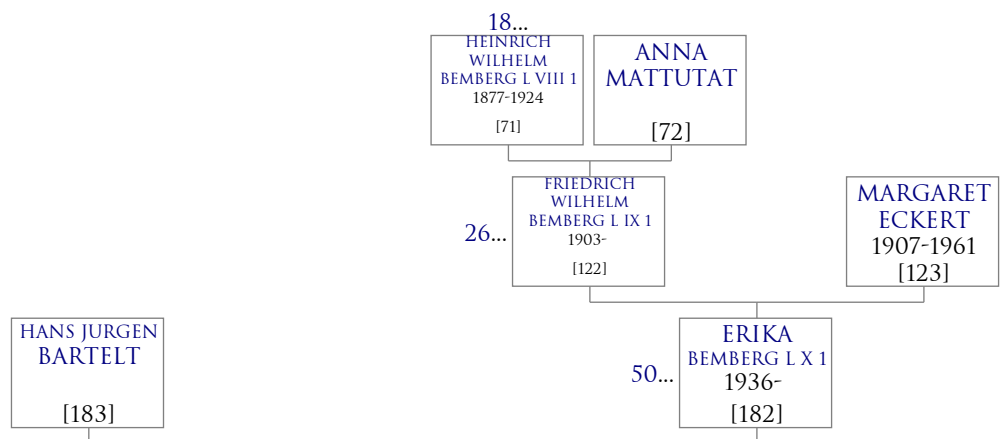 18...
HEINRICH
WILHELM
BEMBERG L VIII 1
1877-1924
[71]
ANNA
MATTUTAT
[72]
FRIEDRICH
WILHELM
BEMBERG L IX 1
1903-
[122]
26...
MARGARET
ECKERT
1907-1961
[123]
HANS JURGEN
BARTELT
[183]
ERIKA
BEMBERG L X 1
1936-
[182]
50...